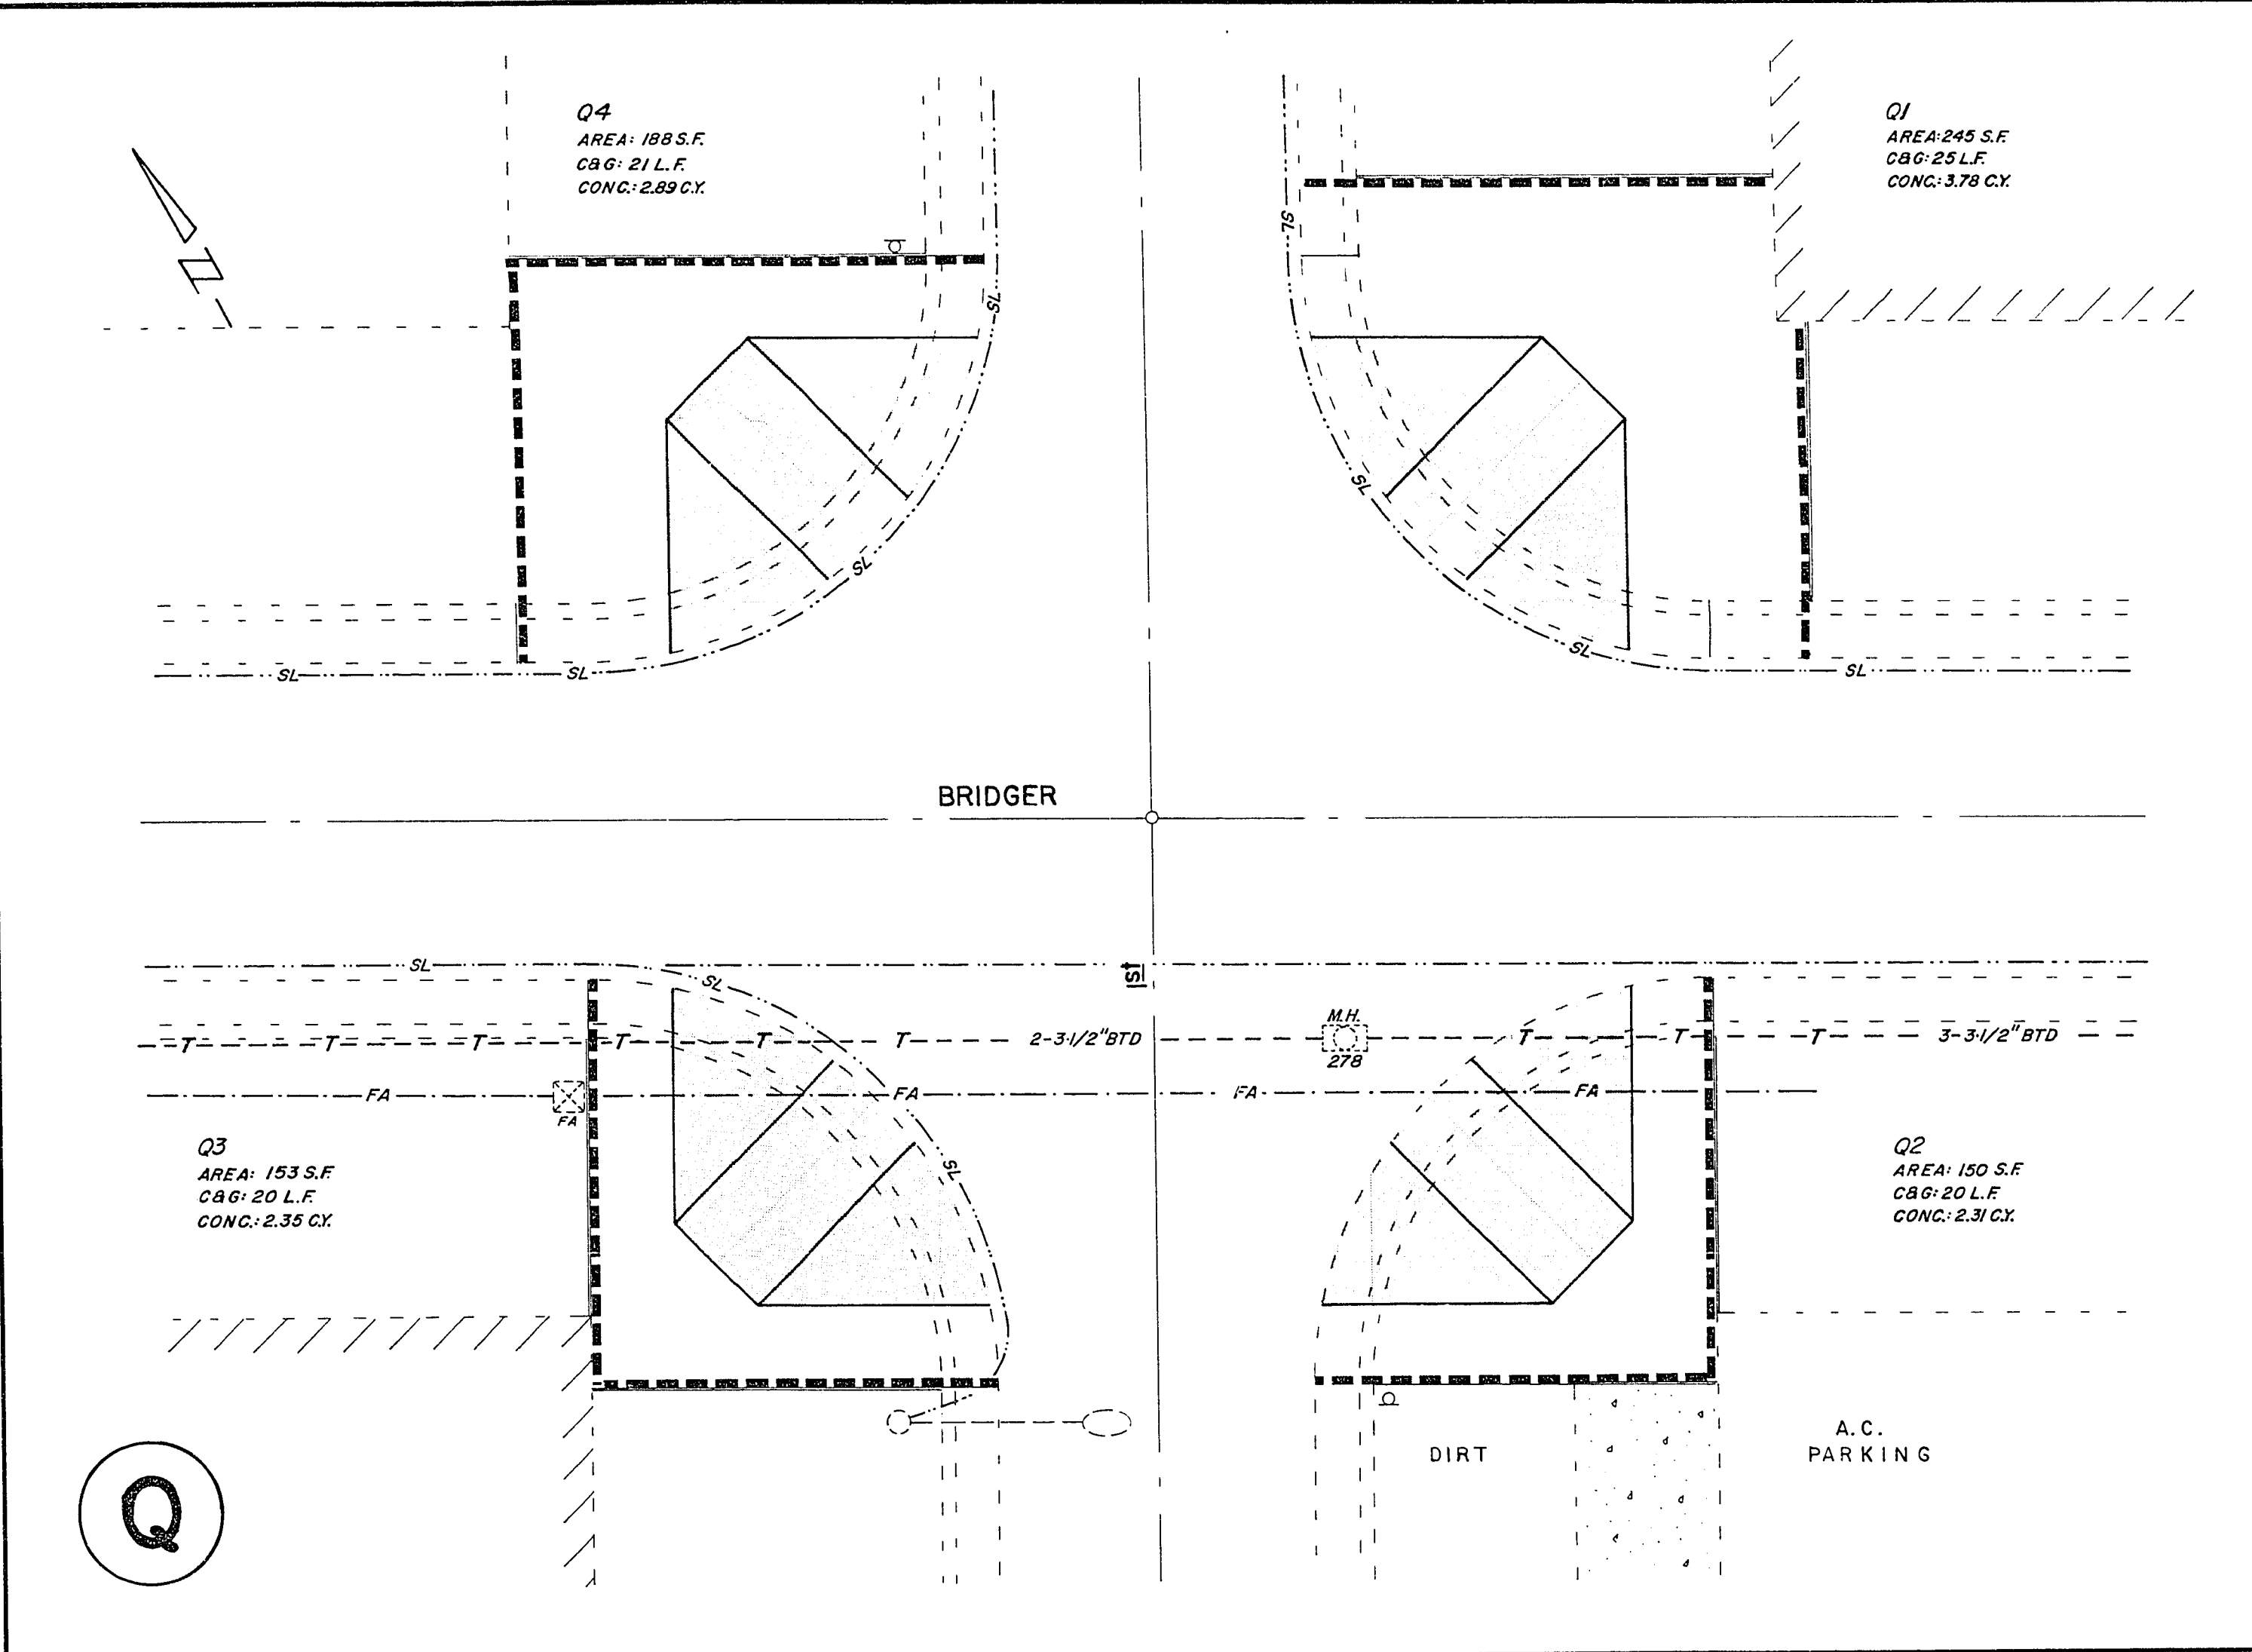 Q4
AREA: 188 S.F.
C&G: 21 L.F.
CONC.: 2.89 C.Y.
Q1
AREA: 245 S.F.
C&G: 25 L.F.
CONC.: 3.78 C.Y.
N
SL
SL
SL
SL
SL
SL
SL
SL
SL
BRIDGER
1st
SL
SL
SL
T T T T T T 2-3-1/2" BTD
M.H.
278
T T T 3-3-1/2" BTD
FA FA FA FA
FA
Q3
AREA: 153 S.F.
C&G: 20 L.F.
CONC.: 2.35 C.Y.
Q2
AREA: 150 S.F.
C&G: 20 L.F.
CONC.: 2.31 C.Y.
DIRT
A.C.
PARKING
Q